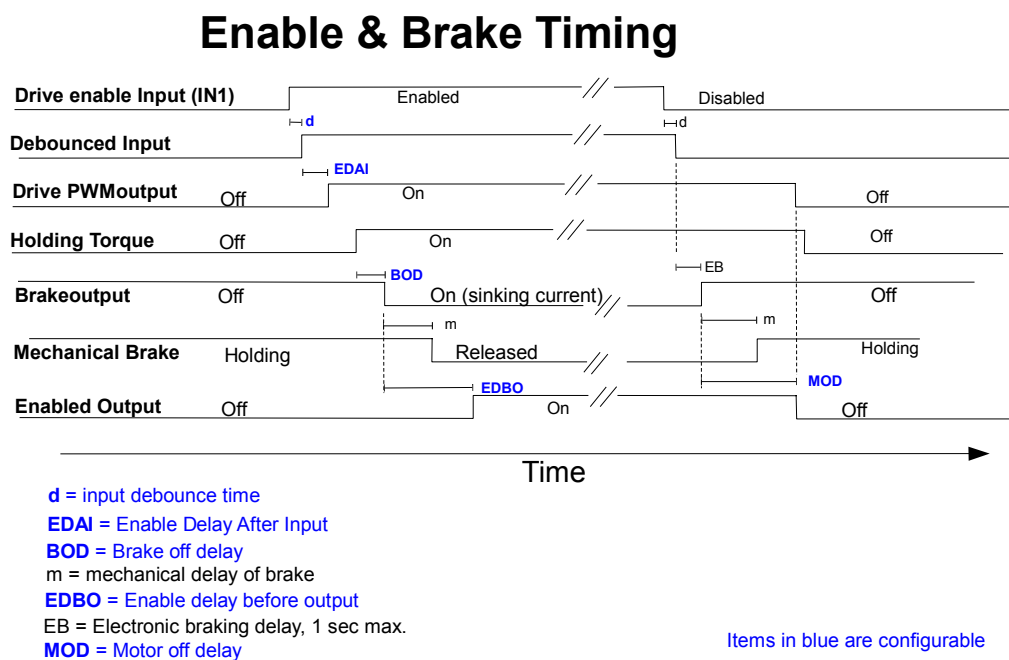 Enable & Brake Timing
Drive enable Input (IN1)
Enabled
Disabled
d
d
Debounced Input
EDAI
Drive PWMoutput
Off
On
Off
Holding Torque
Off
On
Off
BOD
EB
Brakeoutput
Off
On (sinking current)
Off
m
m
Mechanical Brake
Holding
Released
Holding
EDBO
MOD
Enabled Output
Off
On
Off
Time
d = input debounce time
EDAI = Enable Delay After Input
BOD = Brake off delay
m = mechanical delay of brake
EDBO = Enable delay before output
EB = Electronic braking delay, 1 sec max.
MOD = Motor off delay
Items in blue are configurable